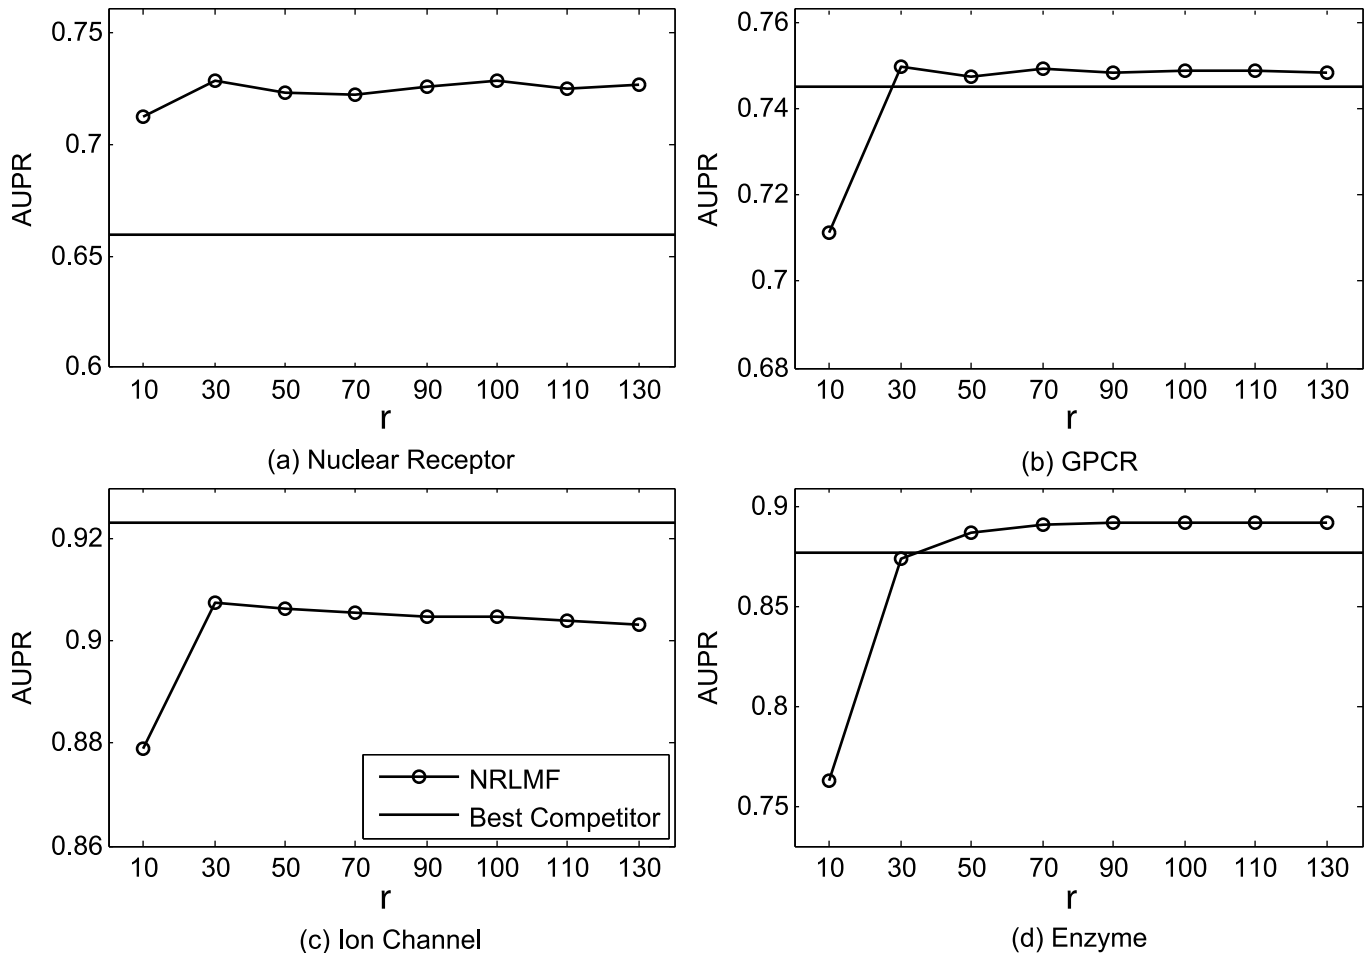 0.75
0.7
0.65
0.6
AUPR
10 30 50 70 90 100 110 130
r
(a) Nuclear Receptor
0.76
0.74
0.72
0.7
0.68
AUPR
10 30 50 70 90 100 110 130
r
(b) GPCR
0.92
0.9
0.88
0.86
AUPR
NRLMF
Best Competitor
10 30 50 70 90 100 110 130
r
(c) Ion Channel
0.9
0.85
0.8
0.75
AUPR
10 30 50 70 90 100 110 130
r
(d) Enzyme